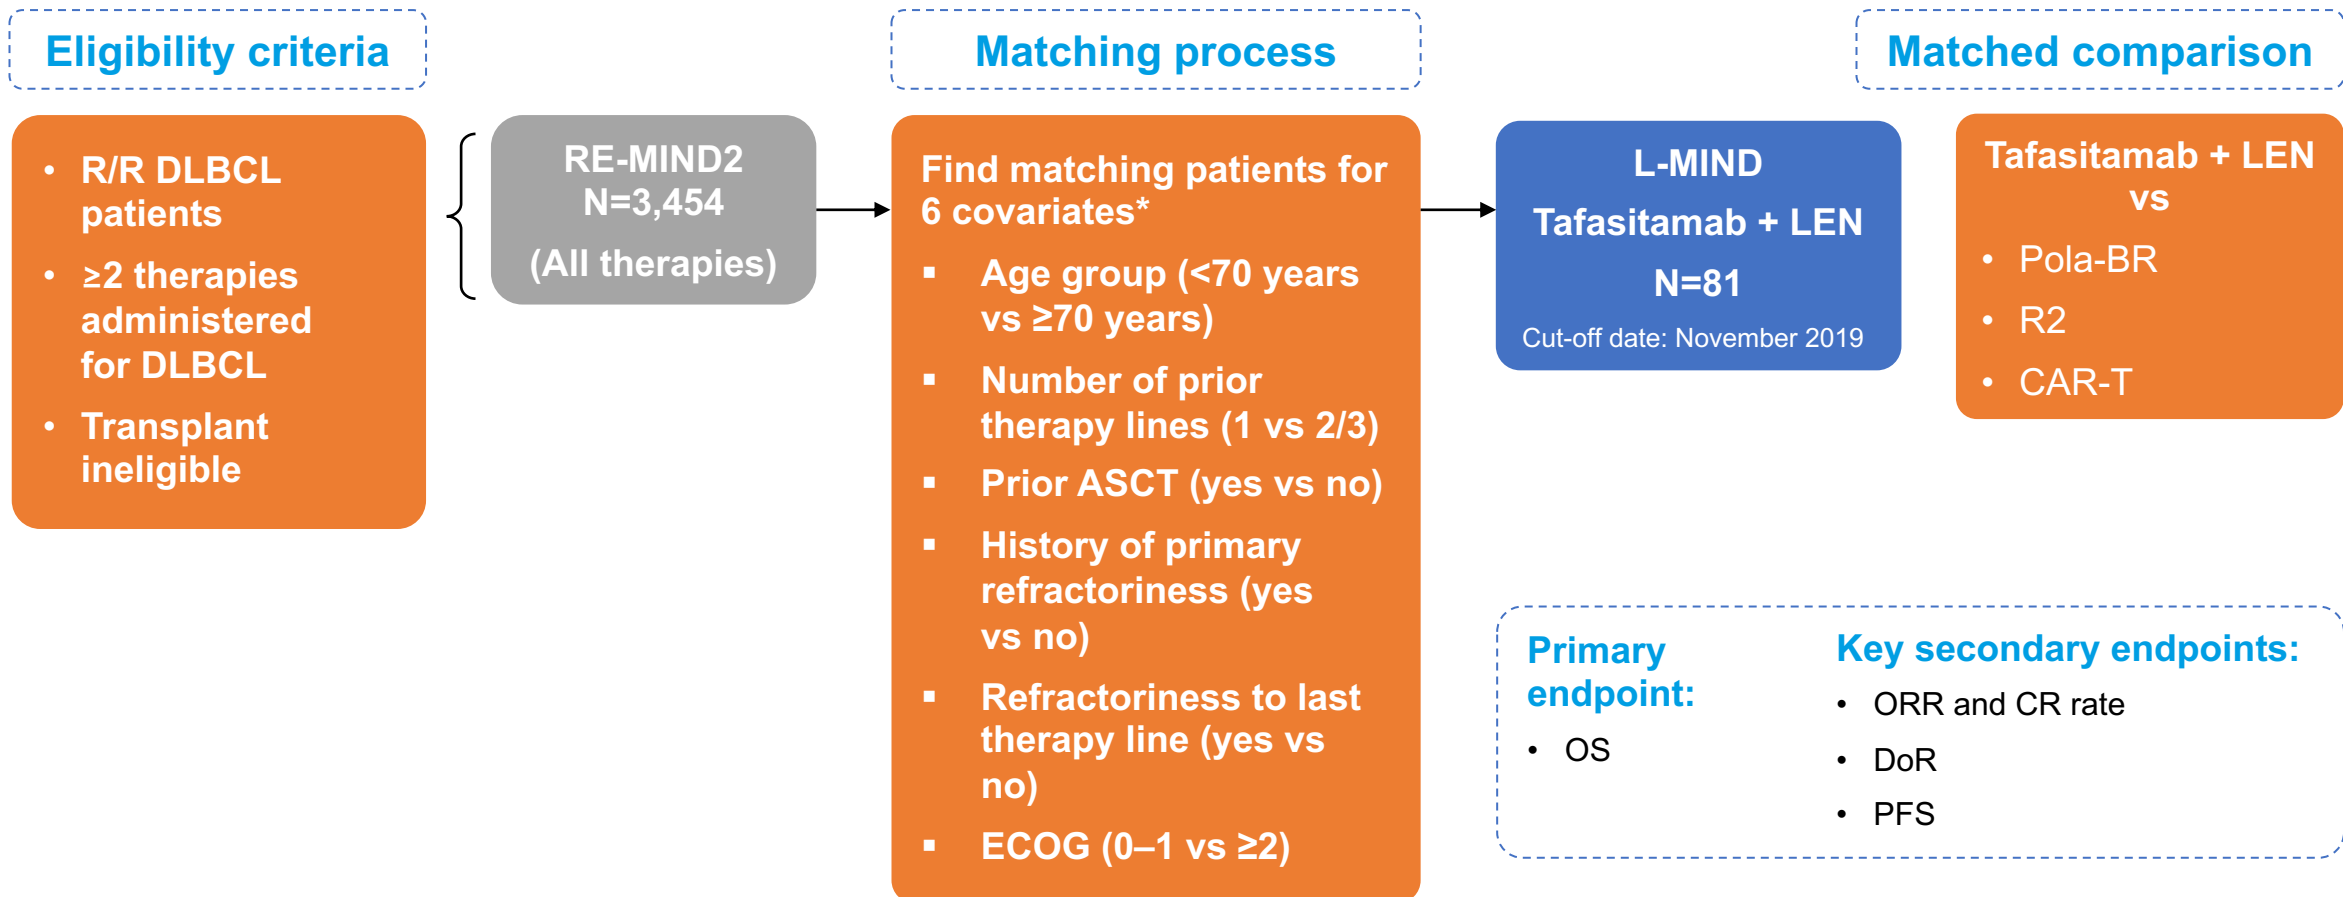 Eligibility criteria
• R/R DLBCL
patients
• ≥2 therapies
administered
for DLBCL
• Transplant
ineligible
RE-MIND2
N=3,454
(All therapies)
Matching process
Find matching patients for
6 covariates*
▪ Age group (<70 years
vs ≥70 years)
▪ Number of prior
therapy lines (1 vs 2/3)
▪ Prior ASCT (yes vs no)
▪ History of primary
refractoriness (yes
vs no)
▪ Refractoriness to last
therapy line (yes vs
no)
▪ ECOG (0–1 vs ≥2)
L-MIND
Tafasitamab + LEN
N=81
Cut-off date: November 2019
Matched comparison
Tafasitamab + LEN
vs
• Pola-BR
• R2
• CAR-T
Primary
endpoint:
• OS
Key secondary endpoints:
• ORR and CR rate
• DoR
• PFS